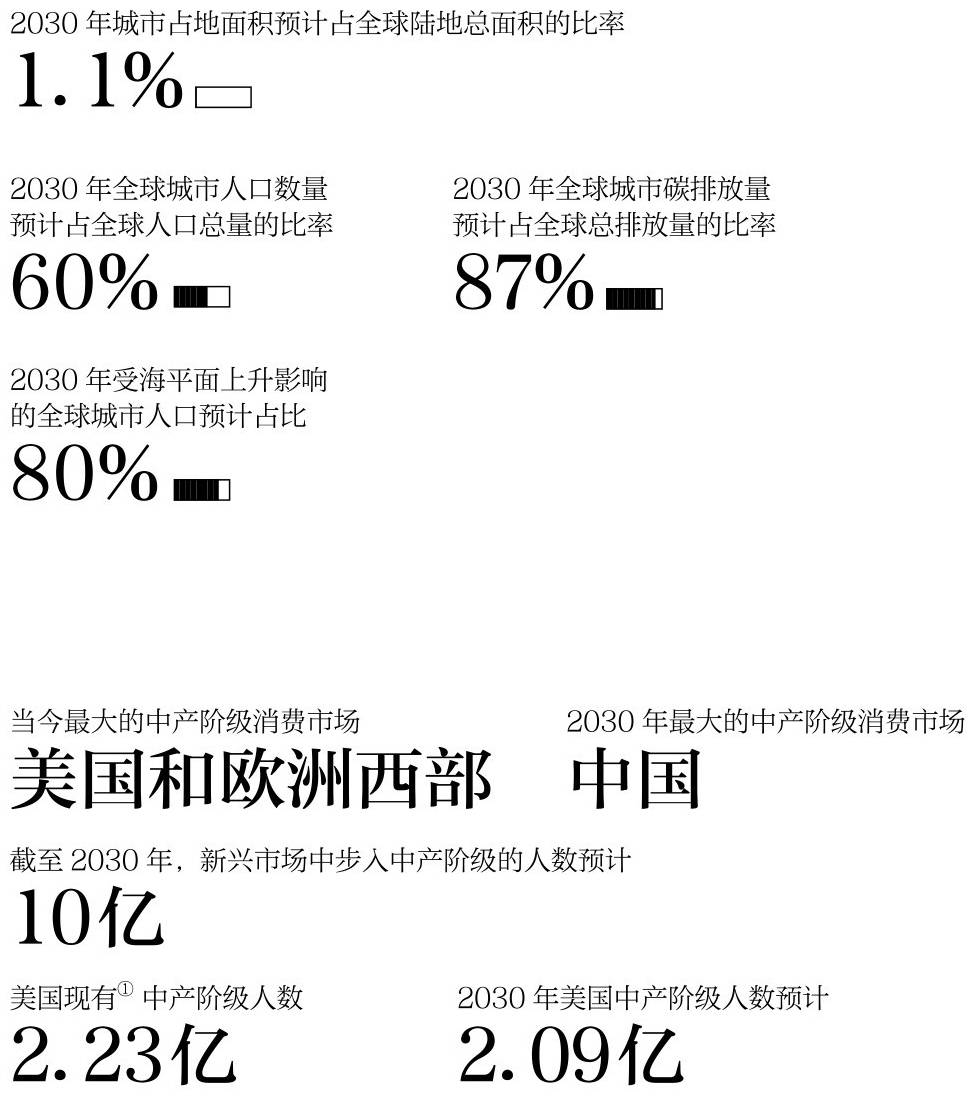 2030 年城市占地面积预计占全球陆地总面积的比率
1.1%
2030 年全球城市人口数量
预计占全球人口总量的比率
60%
2030 年全球城市碳排放量
预计占全球总排放量的比率
87%
2030 年受海平面上升影响
的全球城市人口预计占比
80%
当今最大的中产阶级消费市场
美国和欧洲西部
2030 年最大的中产阶级消费市场
中国
截至 2030 年，新兴市场中步入中产阶级的人数预计
10亿
美国现有① 中产阶级人数
2.23亿
2030 年美国中产阶级人数预计
2.09亿